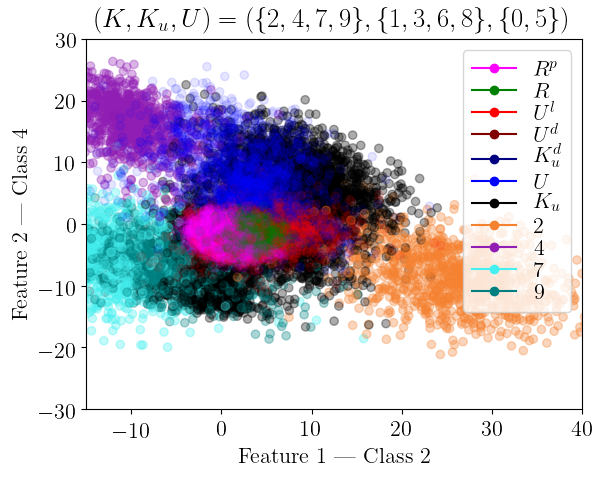 (K, K_u, U) = ({2, 4, 7, 9}, {1, 3, 6, 8}, {0, 5})
30
20
10
0
−10
−20
−30
Feature 2 — Class 4
−10
0
10
20
30
40
Feature 1 — Class 2
R^p
R
U^l
U^d
K_u^d
U
K_u
2
4
7
9